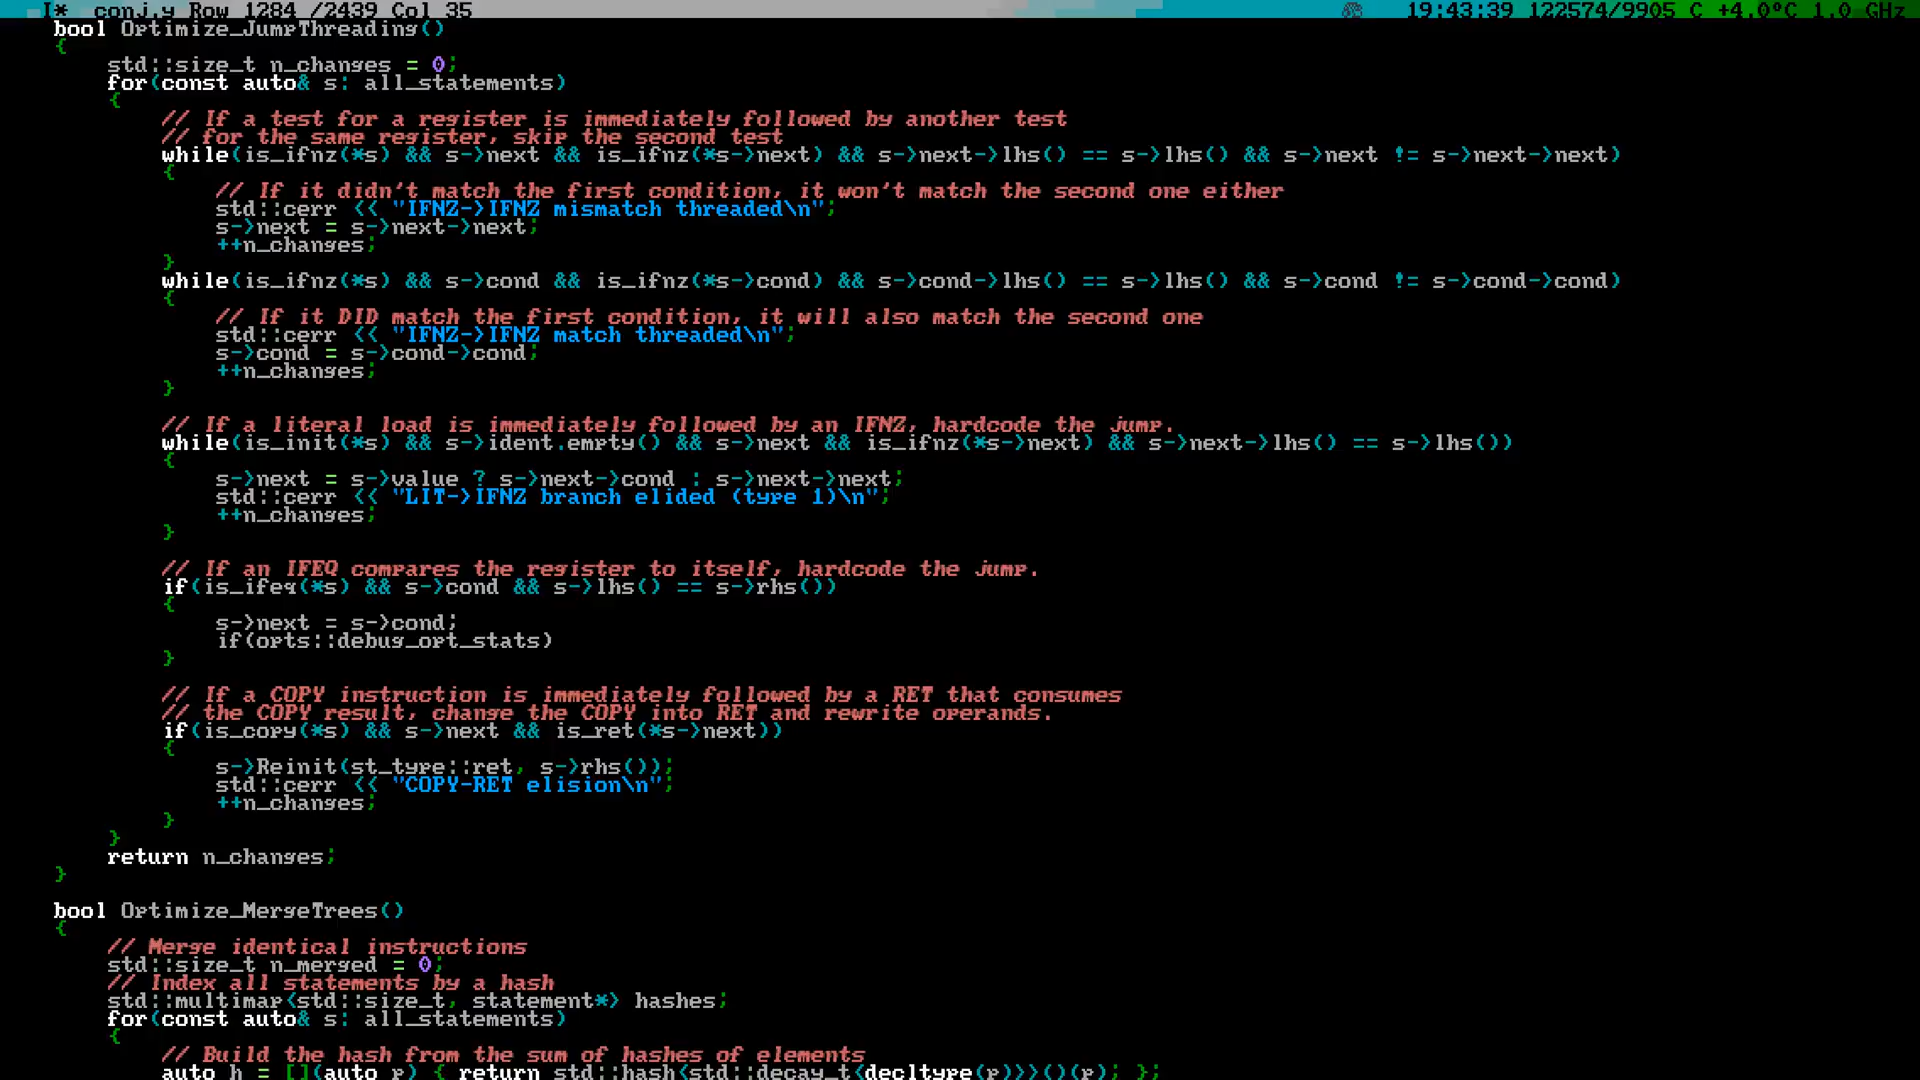 I*  conj.y Row 1284 /2439 Col 35 19:43:39 122574/9905 C +4.0ºC 1.0 GHz
bool Optimize_JumpThreading()
{
    std::size_t n_changes = 0;
    for(const auto& s: all_statements)
    {
        // If a test for a register is immediately followed by another test
        // for the same register, skip the second test
        while(is_ifnz(*s) && s->next && is_ifnz(*s->next) && s->next->lhs() == s->lhs() && s->next != s->next->next)
        {
            // If it didn't match the first condition, it won't match the second one either
            std::cerr << "IFNZ->IFNZ mismatch threaded\n";
            s->next = s->next->next;
            ++n_changes;
        }
        while(is_ifnz(*s) && s->cond && is_ifnz(*s->cond) && s->cond->lhs() == s->lhs() && s->cond != s->cond->cond)
        {
            // If it DID match the first condition, it will also match the second one
            std::cerr << "IFNZ->IFNZ match threaded\n";
            s->cond = s->cond->cond;
            ++n_changes;
        }
        // If a literal load is immediately followed by an IFNZ, hardcode the jump.
        while(is_init(*s) && s->ident.empty() && s->next && is_ifnz(*s->next) && s->next->lhs() == s->lhs())
        {
            s->next = s->value ? s->next->cond : s->next->next;
            std::cerr << "LIT->IFNZ branch elided (type 1)\n";
            ++n_changes;
        }
        // If an IFEQ compares the register to itself, hardcode the jump.
        if(is_ifeq(*s) && s->cond && s->lhs() == s->rhs())
        {
            s->next = s->cond;
            if(opts::debug_opt_stats)
        }
        // If a COPY instruction is immediately followed by a RET that consumes
        // the COPY result, change the COPY into RET and rewrite operands.
        if(is_copy(*s) && s->next && is_ret(*s->next))
        {
            s->Reinit(st_type::ret, s->rhs());
            std::cerr << "COPY-RET elision\n";
            ++n_changes;
        }
    }
    return n_changes;
}
bool Optimize_MergeTrees()
{
    // Merge identical instructions
    std::size_t n_merged = 0;
    // Index all statements by a hash
    std::multimap<std::size_t, statement*> hashes;
    for(const auto& s: all_statements)
    {
        // Build the hash from the sum of hashes of elements
        auto h = [](auto p) { return std::hash<std::decay_t<decltype(p)>>()(p); };